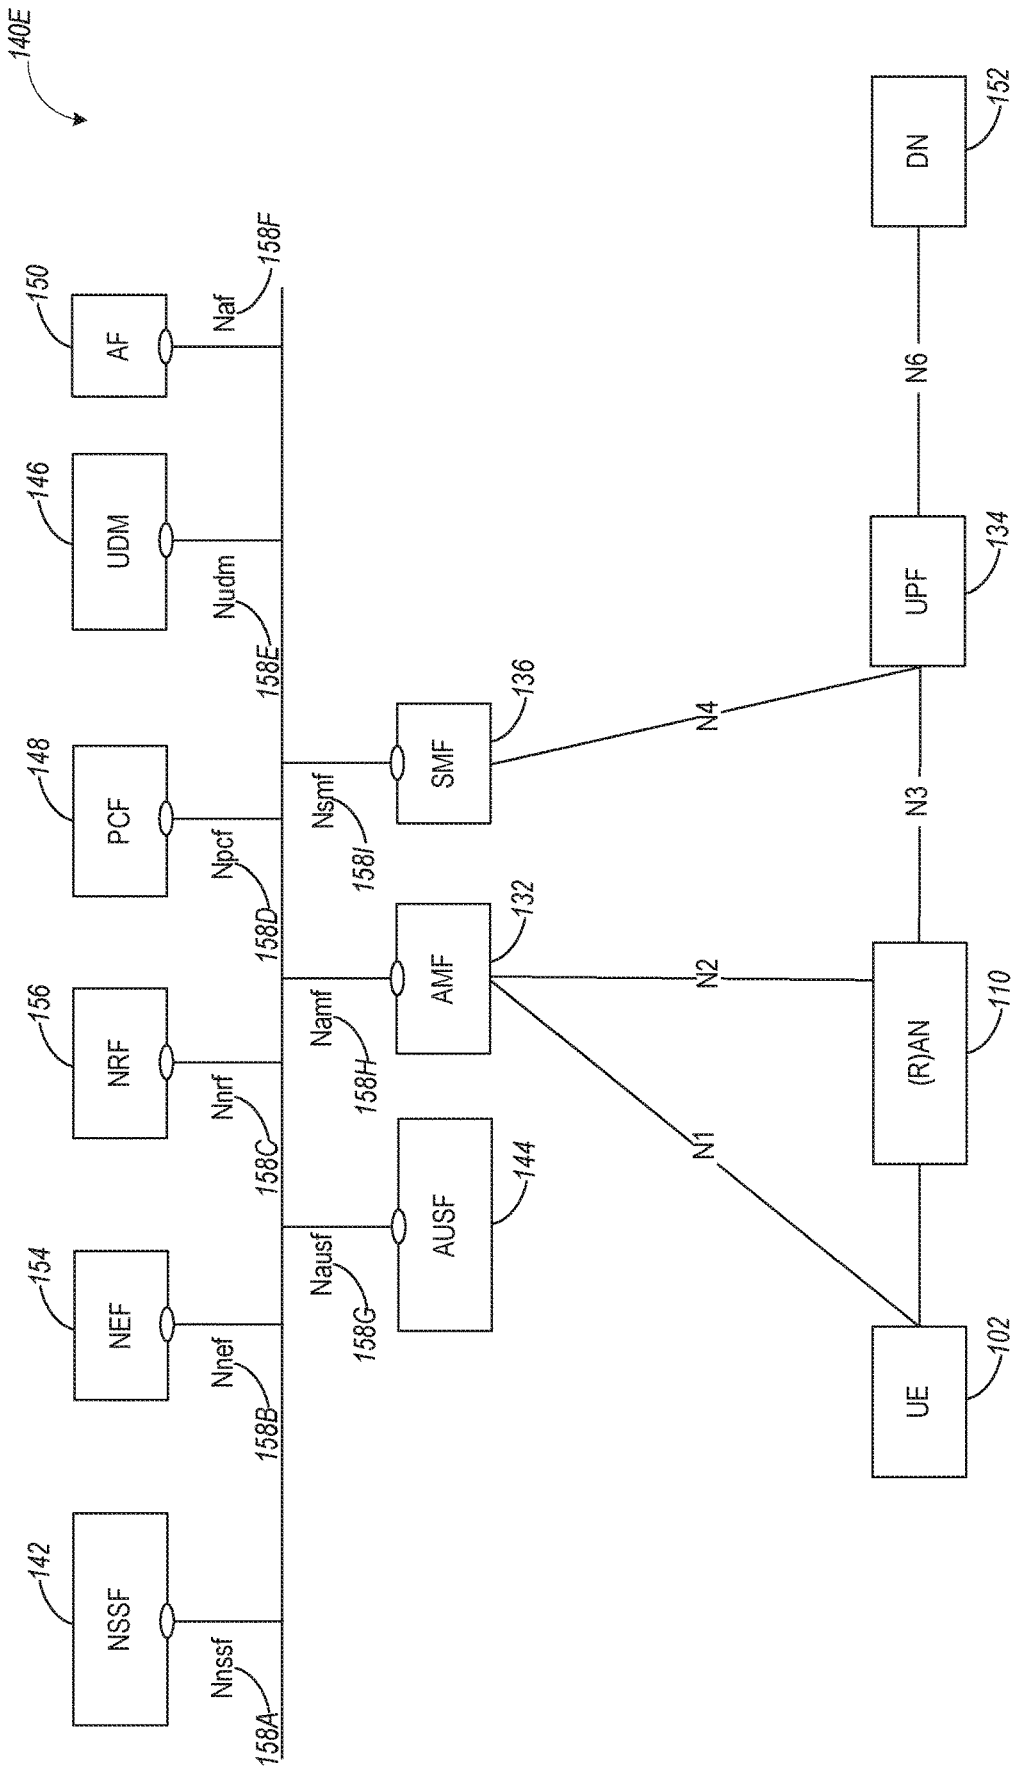 140E
142
154
156
148
146
150
NSSF
NEF
NRF
PCF
UDM
AF
Nnssf
Nnef
Nnrf
Npcf
Nudm
Naf
158A
158B
158C
158D
158E
158F
Nausf
Namf
Nsmf
158G
158H
158I
AUSF
AMF
SMF
144
132
136
N1
N2
N4
UE
(R)AN
N3
UPF
N6
DN
102
110
134
152